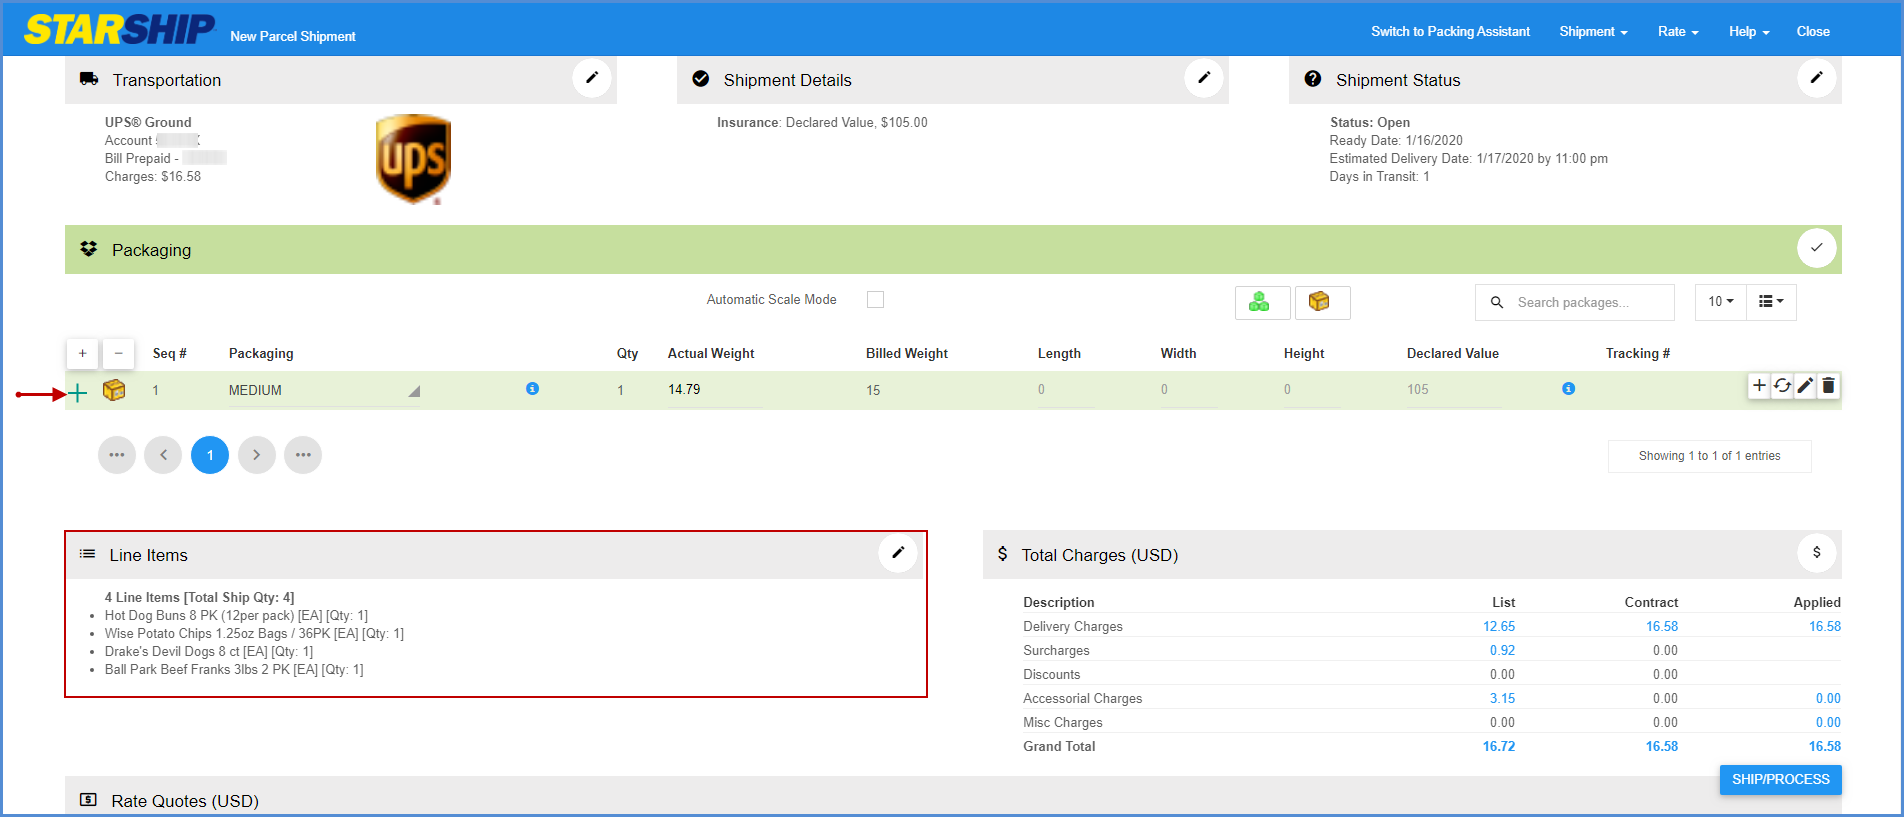 STARSHIP New Parcel Shipment Switch to Packing Assistant Shipment Rate Help Close
Transportation
UPS® Ground
Account
Bill Prepaid -
Charges: $16.58
ups
Shipment Details
Insurance: Declared Value, $105.00
Shipment Status
Status: Open
Ready Date: 1/16/2020
Estimated Delivery Date: 1/17/2020 by 11:00 pm
Days in Transit: 1
Packaging
Automatic Scale Mode Search packages... 10
+ − Seq # Packaging Qty Actual Weight Billed Weight Length Width Height Declared Value Tracking #
1 MEDIUM 1 14.79 15 0 0 0 105
1
Showing 1 to 1 of 1 entries
Line Items
4 Line Items [Total Ship Qty: 4]
Hot Dog Buns 8 PK (12per pack) [EA] [Qty: 1]
Wise Potato Chips 1.25oz Bags / 36PK [EA] [Qty: 1]
Drake's Devil Dogs 8 ct [EA] [Qty: 1]
Ball Park Beef Franks 3lbs 2 PK [EA] [Qty: 1]
$ Total Charges (USD) $
Description List Contract Applied
Delivery Charges 12.65 16.58 16.58
Surcharges 0.92 0.00
Discounts 0.00 0.00
Accessorial Charges 3.15 0.00 0.00
Misc Charges 0.00 0.00 0.00
Grand Total 16.72 16.58 16.58
SHIP/PROCESS
Rate Quotes (USD)